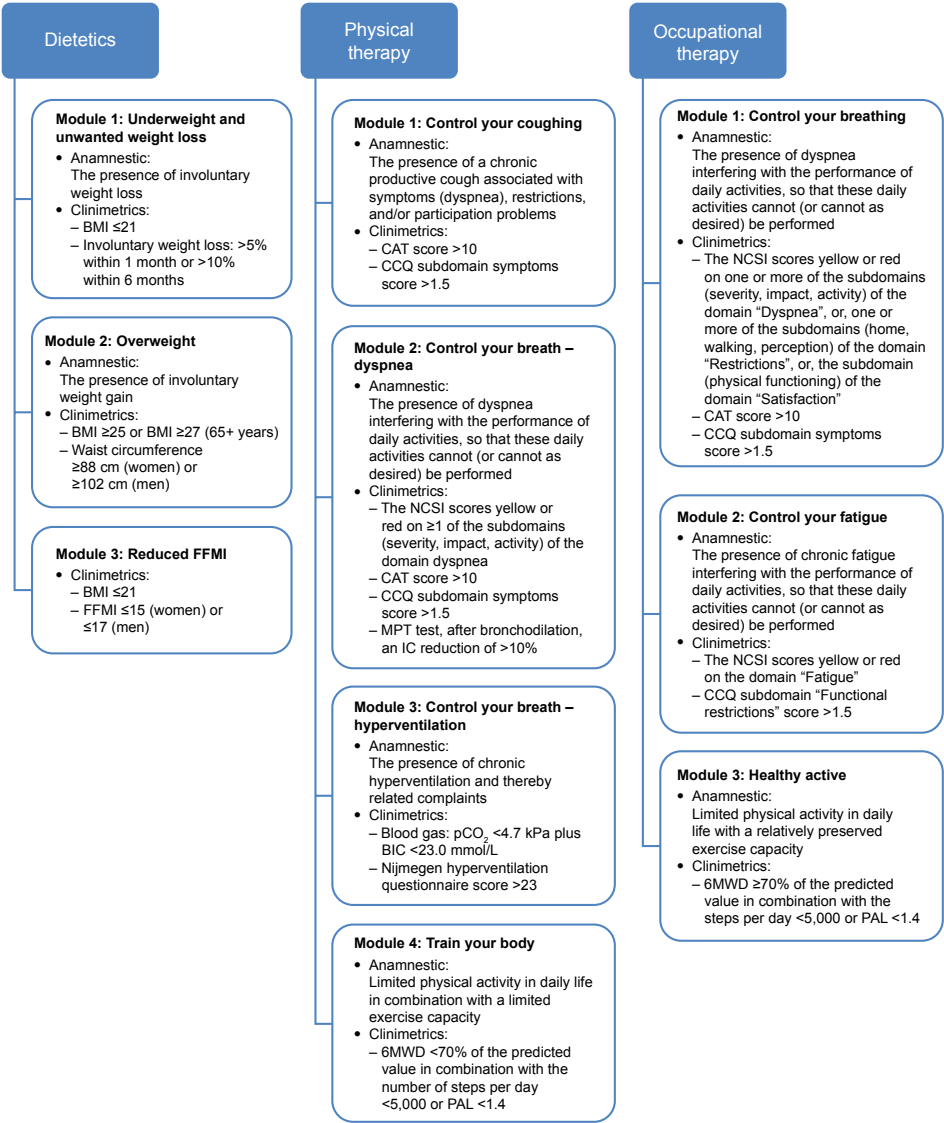 Dietetics
Module 1: Underweight and
unwanted weight loss
• Anamnestic:
The presence of involuntary
weight loss
• Clinimetrics:
– BMI ≤21
– Involuntary weight loss: >5%
within 1 month or >10%
within 6 months
Module 2: Overweight
• Anamnestic:
The presence of involuntary
weight gain
• Clinimetrics:
– BMI ≥25 or BMI ≥27 (65+ years)
– Waist circumference
≥88 cm (women) or
≥102 cm (men)
Module 3: Reduced FFMI
• Clinimetrics:
– BMI ≤21
– FFMI ≤15 (women) or
≤17 (men)
Physical
therapy
Module 1: Control your coughing
• Anamnestic:
The presence of a chronic
productive cough associated with
symptoms (dyspnea), restrictions,
and/or participation problems
• Clinimetrics:
– CAT score >10
– CCQ subdomain symptoms
score >1.5
Module 2: Control your breath –
dyspnea
• Anamnestic:
The presence of dyspnea
interfering with the performance of
daily activities, so that these daily
activities cannot (or cannot as
desired) be performed
• Clinimetrics:
– The NCSI scores yellow or
red on ≥1 of the subdomains
(severity, impact, activity) of the
domain dyspnea
– CAT score >10
– CCQ subdomain symptoms
score >1.5
– MPT test, after bronchodilation,
an IC reduction of >10%
Module 3: Control your breath –
hyperventilation
• Anamnestic:
The presence of chronic
hyperventilation and thereby
related complaints
• Clinimetrics:
– Blood gas: pCO₂ <4.7 kPa plus
BIC <23.0 mmol/L
– Nijmegen hyperventilation
questionnaire score >23
Module 4: Train your body
• Anamnestic:
Limited physical activity in daily life
in combination with a limited
exercise capacity
• Clinimetrics:
– 6MWD <70% of the predicted
value in combination with the
number of steps per day
<5,000 or PAL <1.4
Occupational
therapy
Module 1: Control your breathing
• Anamnestic:
The presence of dyspnea
interfering with the performance of
daily activities, so that these daily
activities cannot (or cannot as
desired) be performed
• Clinimetrics:
– The NCSI scores yellow or red
on one or more of the subdomains
(severity, impact, activity) of the
domain “Dyspnea”, or, one or
more of the subdomains (home,
walking, perception) of the domain
“Restrictions”, or, the subdomain
(physical functioning) of the
domain “Satisfaction”
– CAT score >10
– CCQ subdomain symptoms
score >1.5
Module 2: Control your fatigue
• Anamnestic:
The presence of chronic fatigue
interfering with the performance of
daily activities, so that these daily
activities cannot (or cannot as
desired) be performed
• Clinimetrics:
– The NCSI scores yellow or red
on the domain “Fatigue”
– CCQ subdomain “Functional
restrictions” score >1.5
Module 3: Healthy active
• Anamnestic:
Limited physical activity in daily
life with a relatively preserved
exercise capacity
• Clinimetrics:
– 6MWD ≥70% of the predicted
value in combination with the
steps per day <5,000 or PAL <1.4